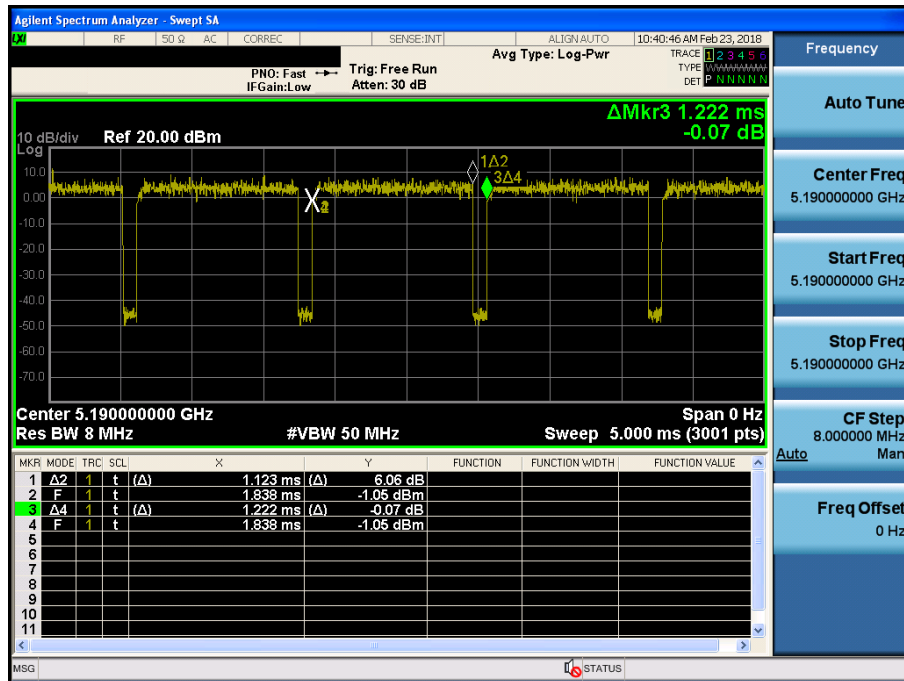 Agilent Spectrum Analyzer - Swept SA
LXI RF 50 Ω AC CORREC SENSE:INT ALIGN AUTO 10:40:46 AM Feb 23, 2018
Frequency
Avg Type: Log-Pwr
TRACE 1 2 3 4 5 6
PNO: Fast Trig: Free Run
TYPE WWWWWW
IFGain:Low Atten: 30 dB
DET P N N N N N
Auto Tune
ΔMkr3 1.222 ms
10 dB/div Ref 20.00 dBm -0.07 dB
Log
1Δ2
10.0
3Δ4
Center Freq
5.190000000 GHz
0.00
2
-10.0
-20.0
Start Freq
5.190000000 GHz
-30.0
-40.0
-50.0
Stop Freq
5.190000000 GHz
-60.0
-70.0
Center 5.190000000 GHz Span 0 Hz
Res BW 8 MHz #VBW 50 MHz Sweep 5.000 ms (3001 pts)
CF Step
8.000000 MHz
Auto Man
MKR MODE TRC SCL X Y FUNCTION FUNCTION WIDTH FUNCTION VALUE
1 Δ2 1 t (Δ) 1.123 ms (Δ) 6.06 dB
2 F 1 t 1.838 ms -1.05 dBm
3 Δ4 1 t (Δ) 1.222 ms (Δ) -0.07 dB
4 F 1 t 1.838 ms -1.05 dBm
5
6
7
8
9
10
11
Freq Offset
0 Hz
MSG STATUS